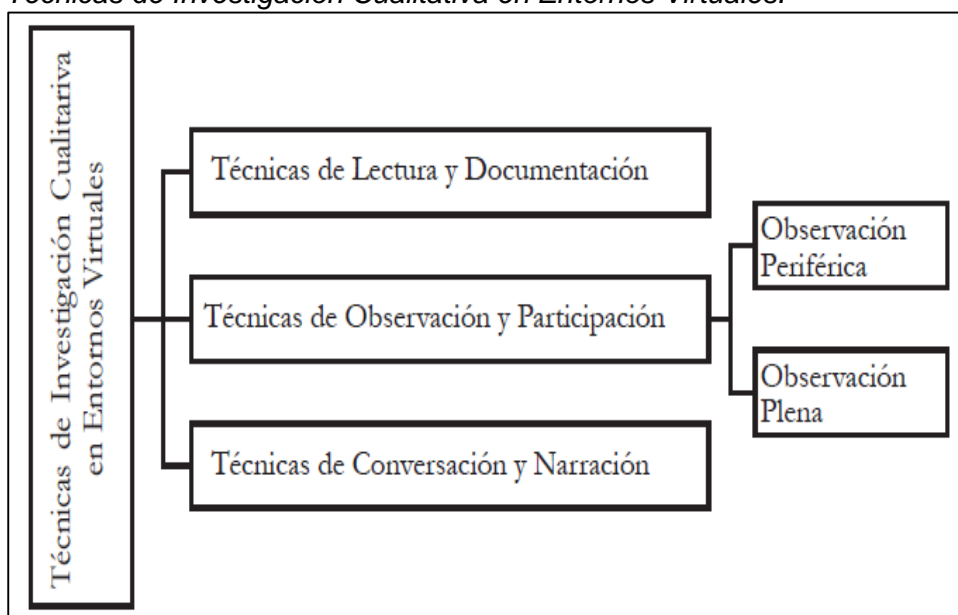 Técnicas de Investigación Cualitativa en Entornos Virtuales.
Técnicas de Investigación Cualitariva
en Entornos Virtuales
Técnicas de Lectura y Documentación
Técnicas de Observación y Participación
Técnicas de Conversación y Narración
Observación
Periférica
Observación
Plena